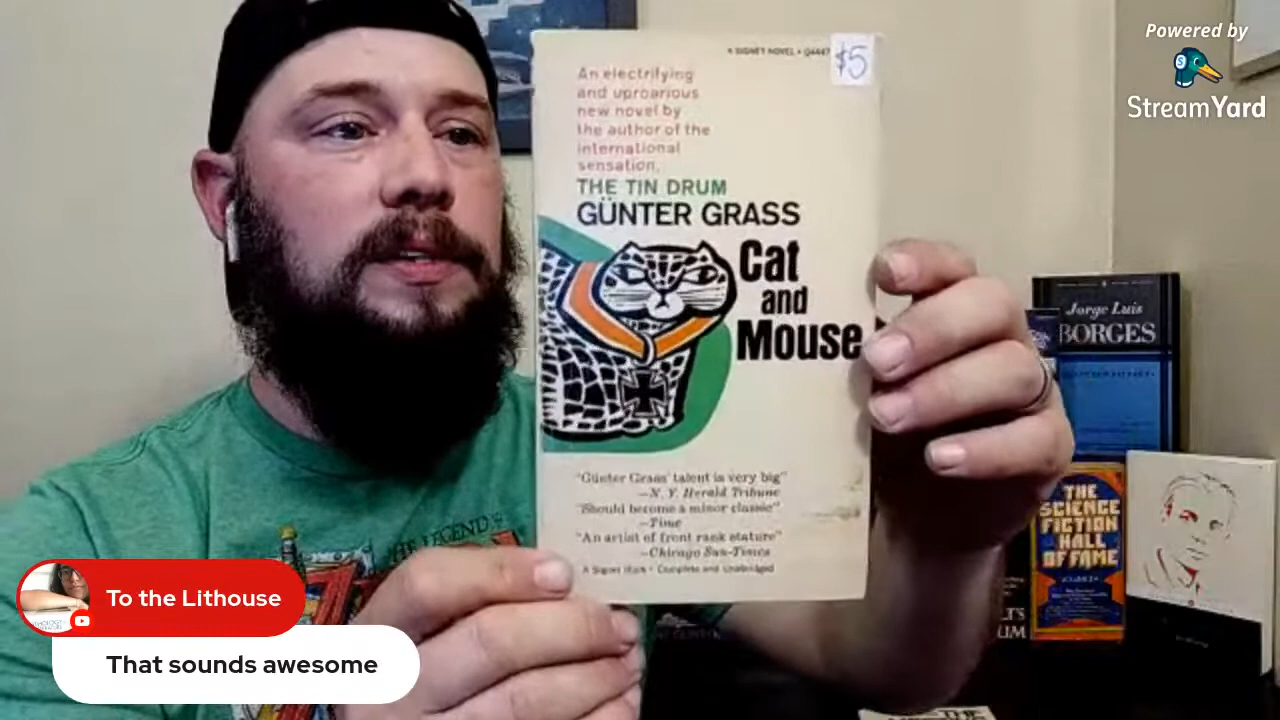 Powered by
StreamYard
A SIGNET NOVEL • Q4447
$5
An electrifying
and uproarious
new novel by
the author of the
international
sensation,
THE TIN DRUM
GÜNTER GRASS
Cat
and
Mouse
"Günter Grass' talent is very big"
—N. Y. Herald Tribune
"Should become a minor classic"
—Time
"An artist of front rank stature"
—Chicago Sun-Times
A Signet Book • Complete and Unabridged
Jorge Luis
BORGES
THE
SCIENCE
FICTION
HALL
OF FAME
THE LEGEND
To the Lithouse
That sounds awesome